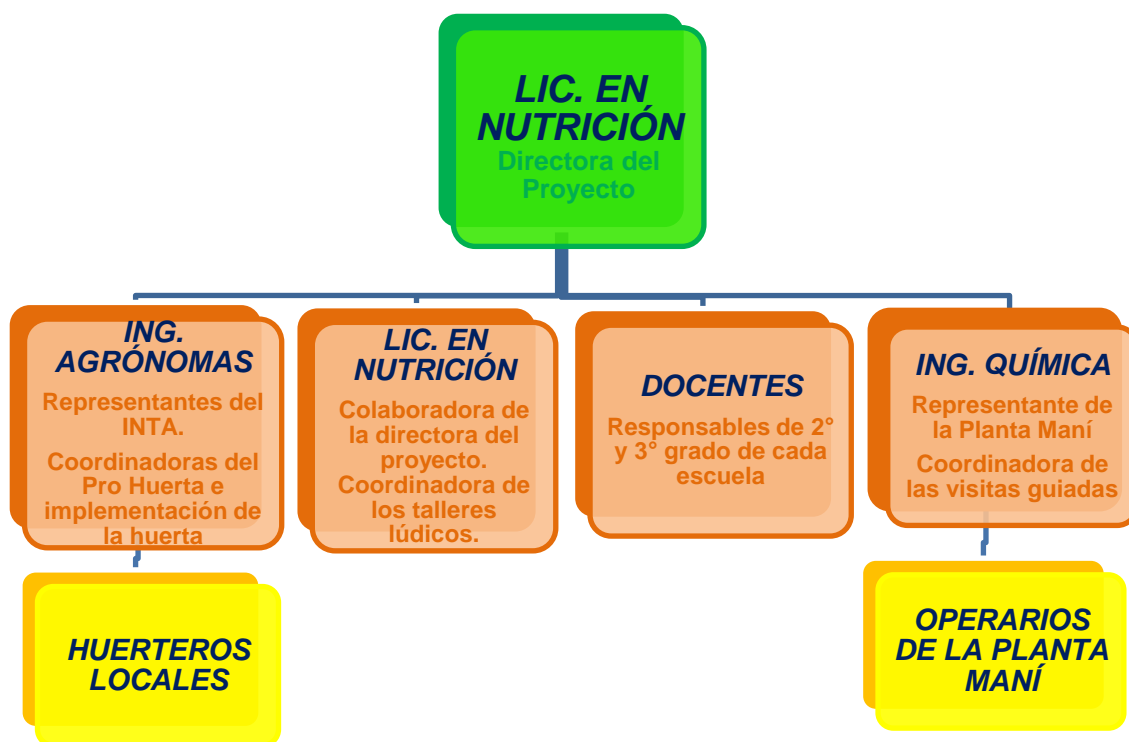 LIC. EN
NUTRICIÓN
Directora del
Proyecto
ING.
AGRÓNOMAS
Representantes del
INTA.
Coordinadoras del
Pro Huerta e
implementación de
la huerta
LIC. EN
NUTRICIÓN
Colaboradora de
la directora del
proyecto.
Coordinadora de
los talleres
lúdicos.
DOCENTES
Responsables de 2°
y 3° grado de cada
escuela
ING. QUÍMICA
Representante de
la Planta Maní
Coordinadora de
las visitas guiadas
HUERTEROS
LOCALES
OPERARIOS
DE LA PLANTA
MANÍ